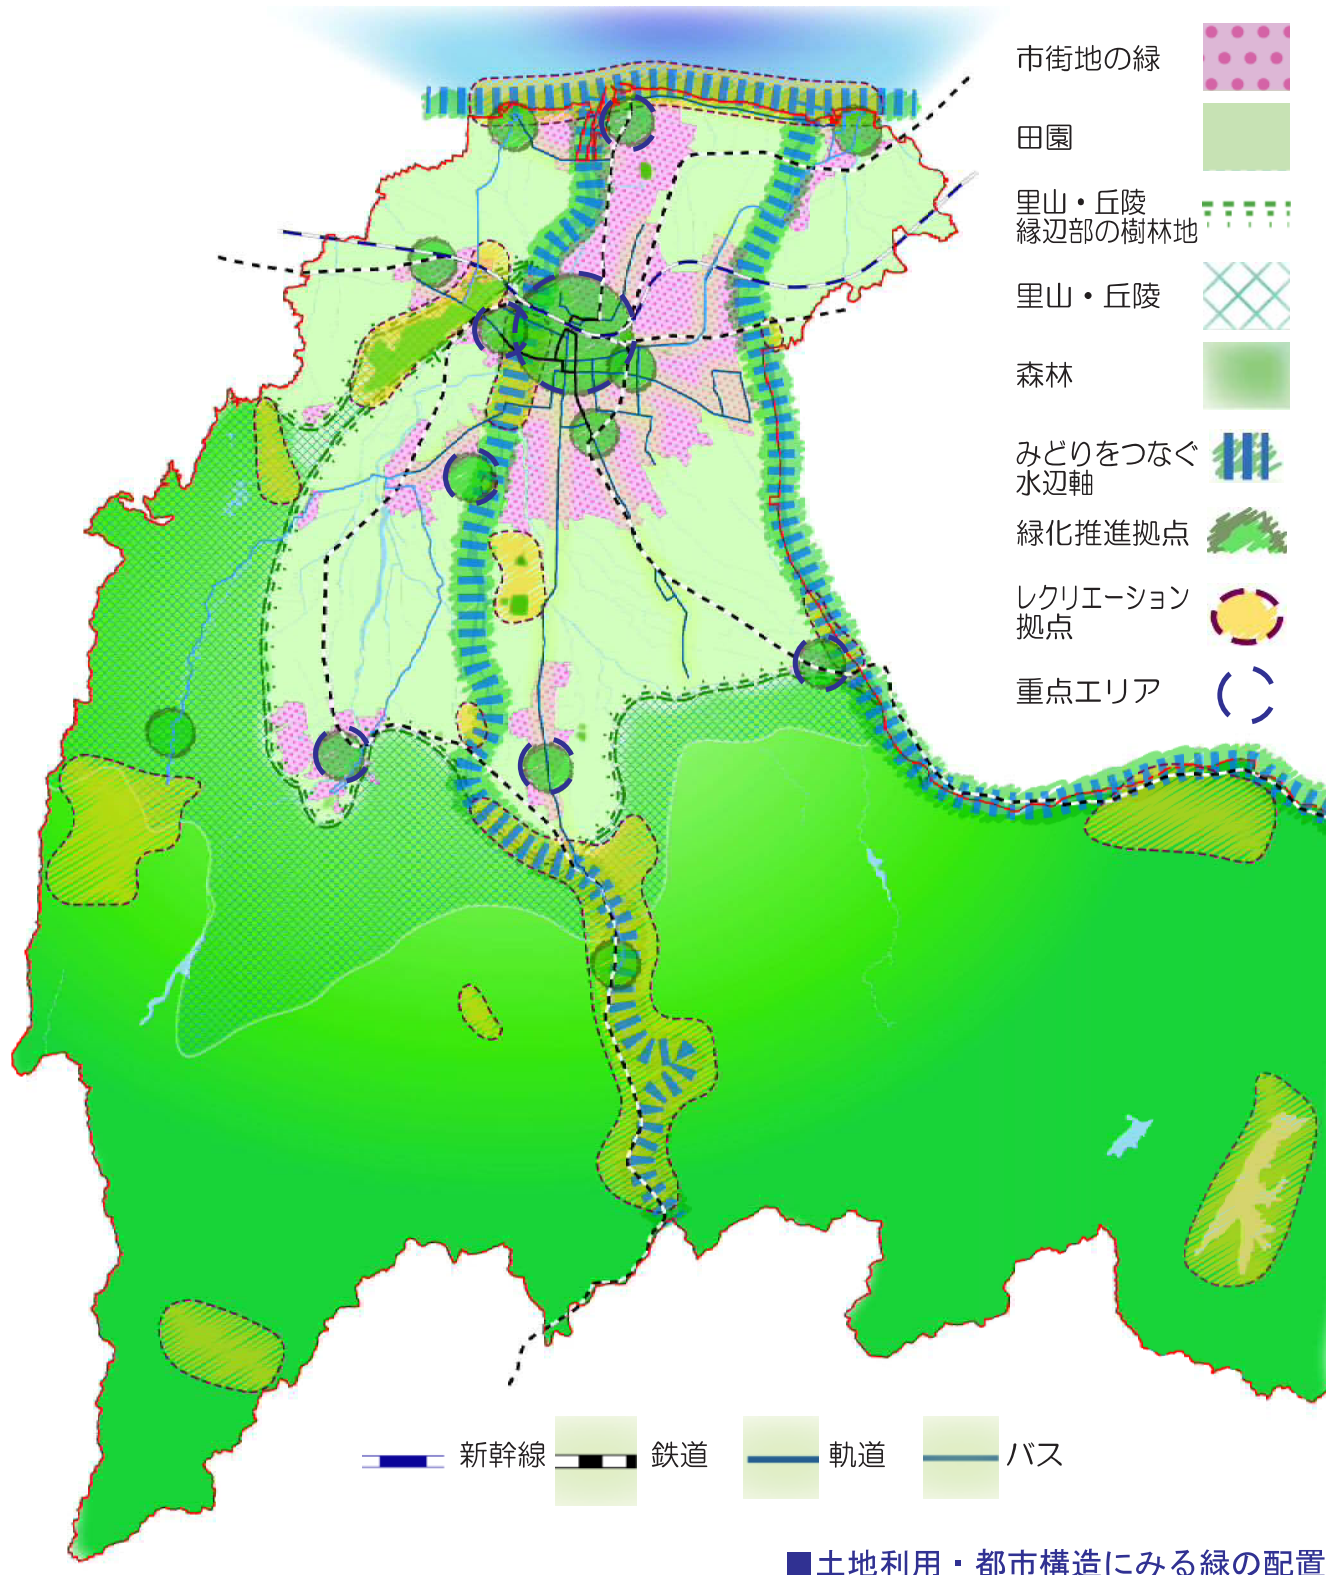 市街地の緑
田園
里山・丘陵
縁辺部の樹林地
里山・丘陵
森林
みどりをつなぐ
水辺軸
緑化推進拠点
レクリエーション
拠点
重点エリア
新幹線
鉄道
軌道
バス
■土地利用・都市構造にみる緑の配置